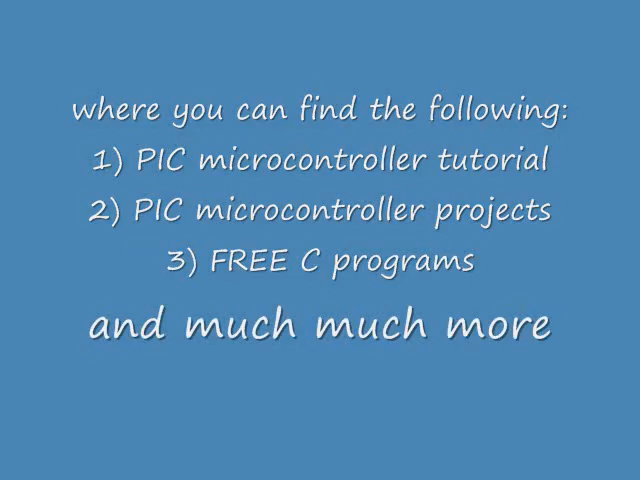 where you can find the following:
1) PIC microcontroller tutorial
2) PIC microcontroller projects
3) FREE C programs
and much much more